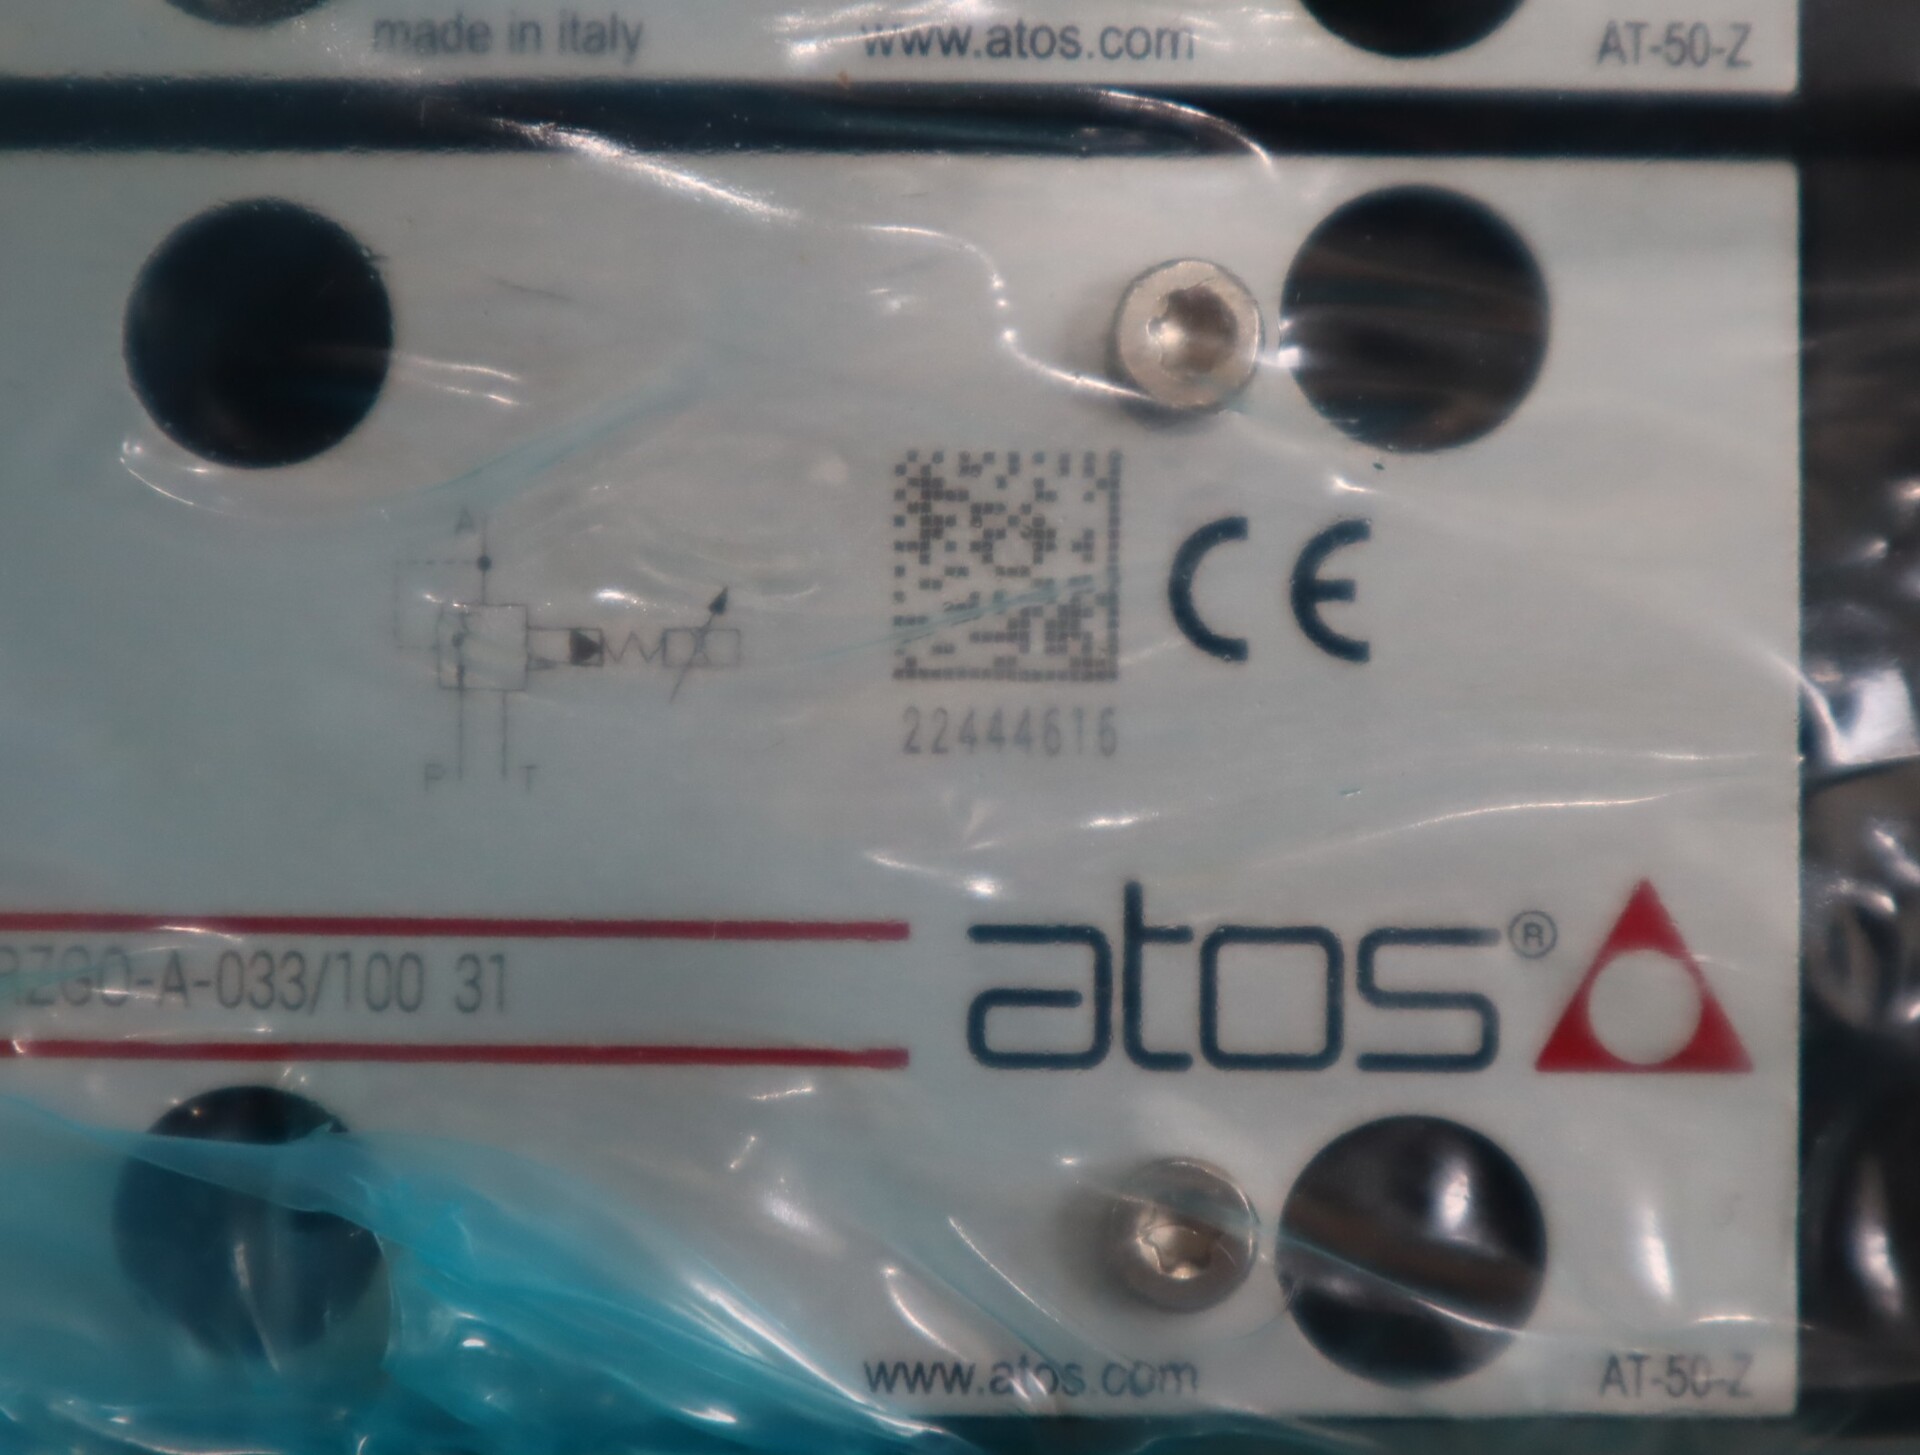 made in italy www.atos.com AT-50-Z
A
P T
22444616
CE
RZGO-A-033/100 31
atos®
www.atos.com AT-50-Z